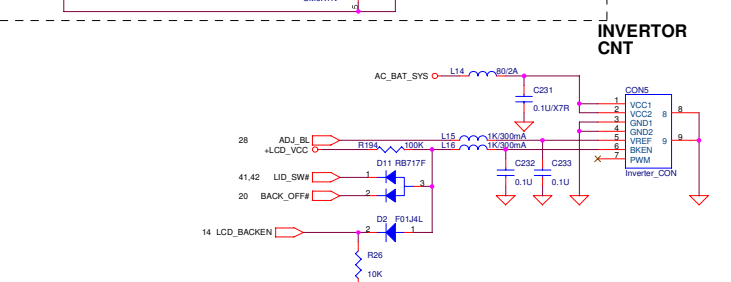 5
INVERTOR
CNT
AC_BAT_SYS L14 80/2A
C231
0.1U/X7R
CON5
1 VCC1
2 VCC2 8 8
3 GND1
4 GND2
5 VREF 9 9
6 BKEN
7 PWM
Inverter_CON
28 ADJ_BL L15 1K/300mA
+LCD_VCC R194 100K L16 1K/300mA
D11 RB717F
C232 C233
0.1U 0.1U
41,42 LID_SW# 1
3
20 BACK_OFF# 2
D2 F01J4L
14 LCD_BACKEN 2 1
R26
10K